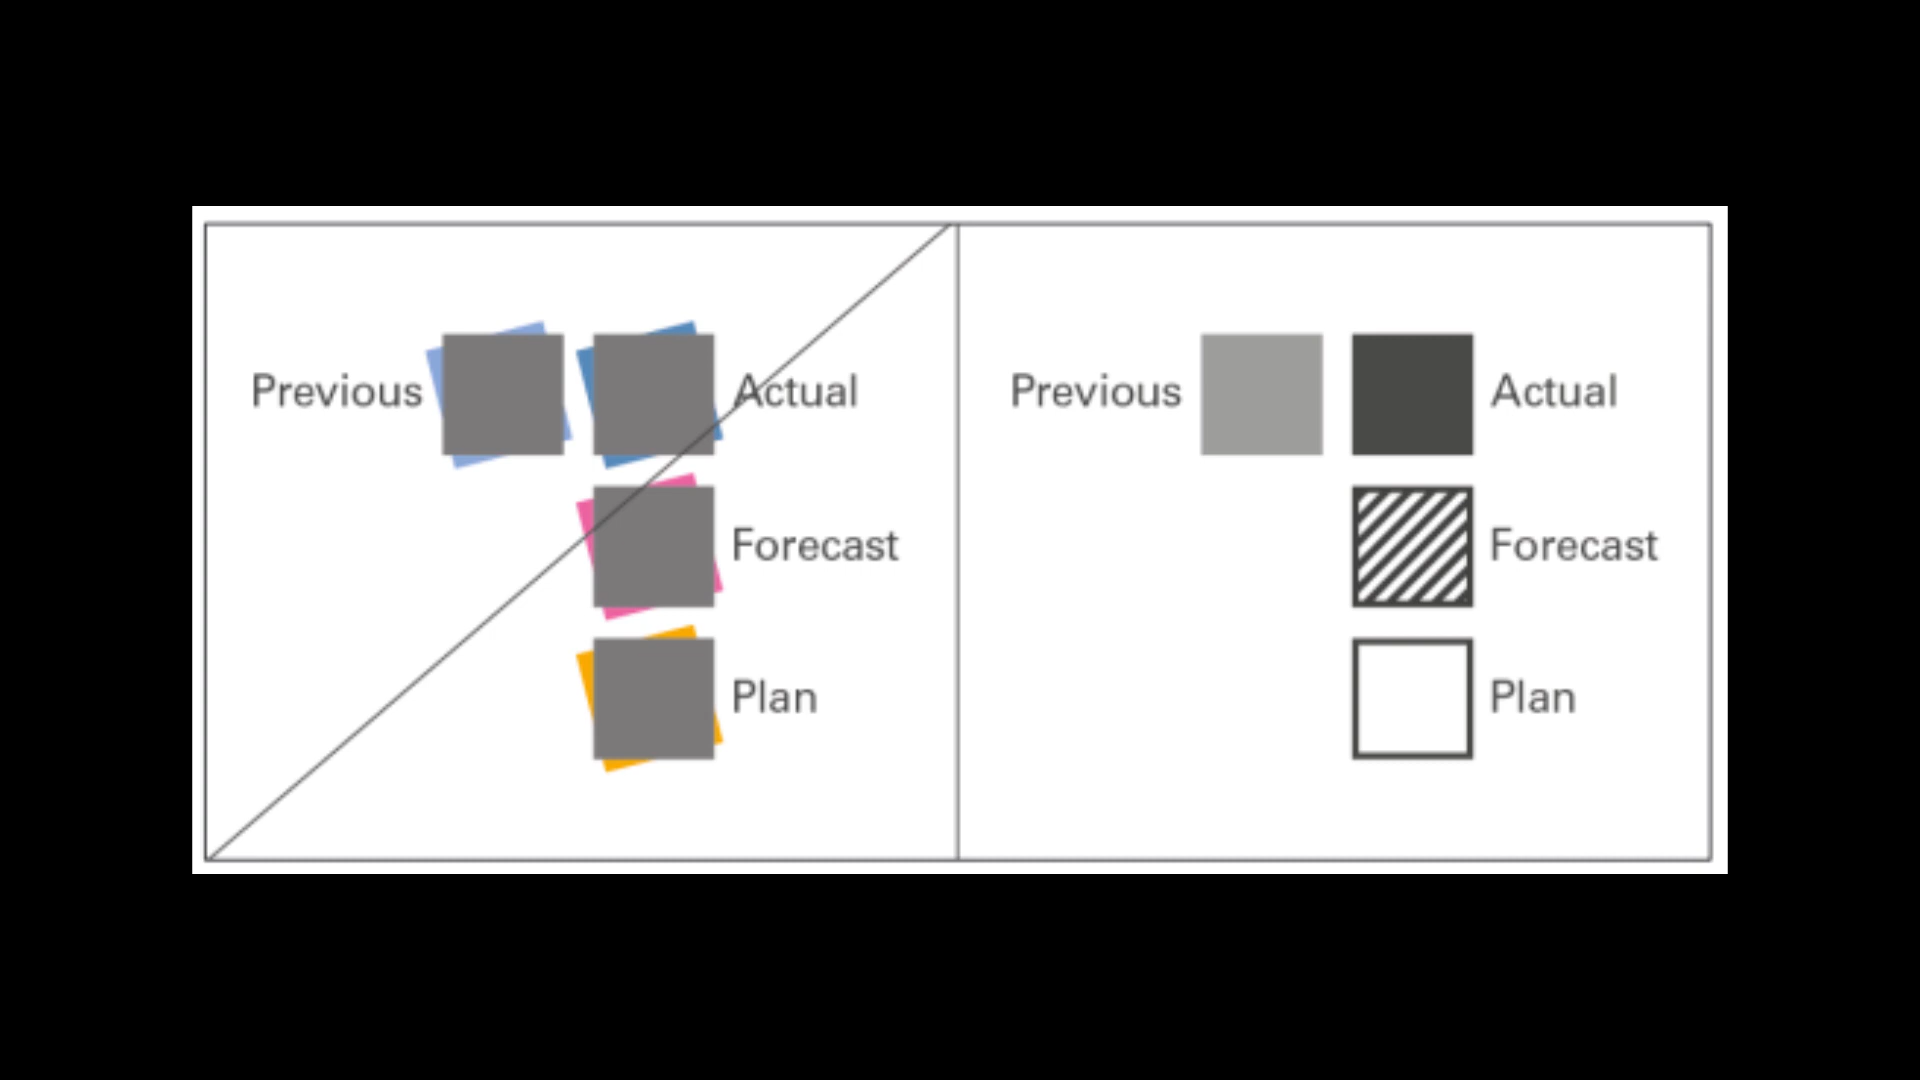 Previous
Actual
Forecast
Plan
Previous
Actual
Forecast
Plan